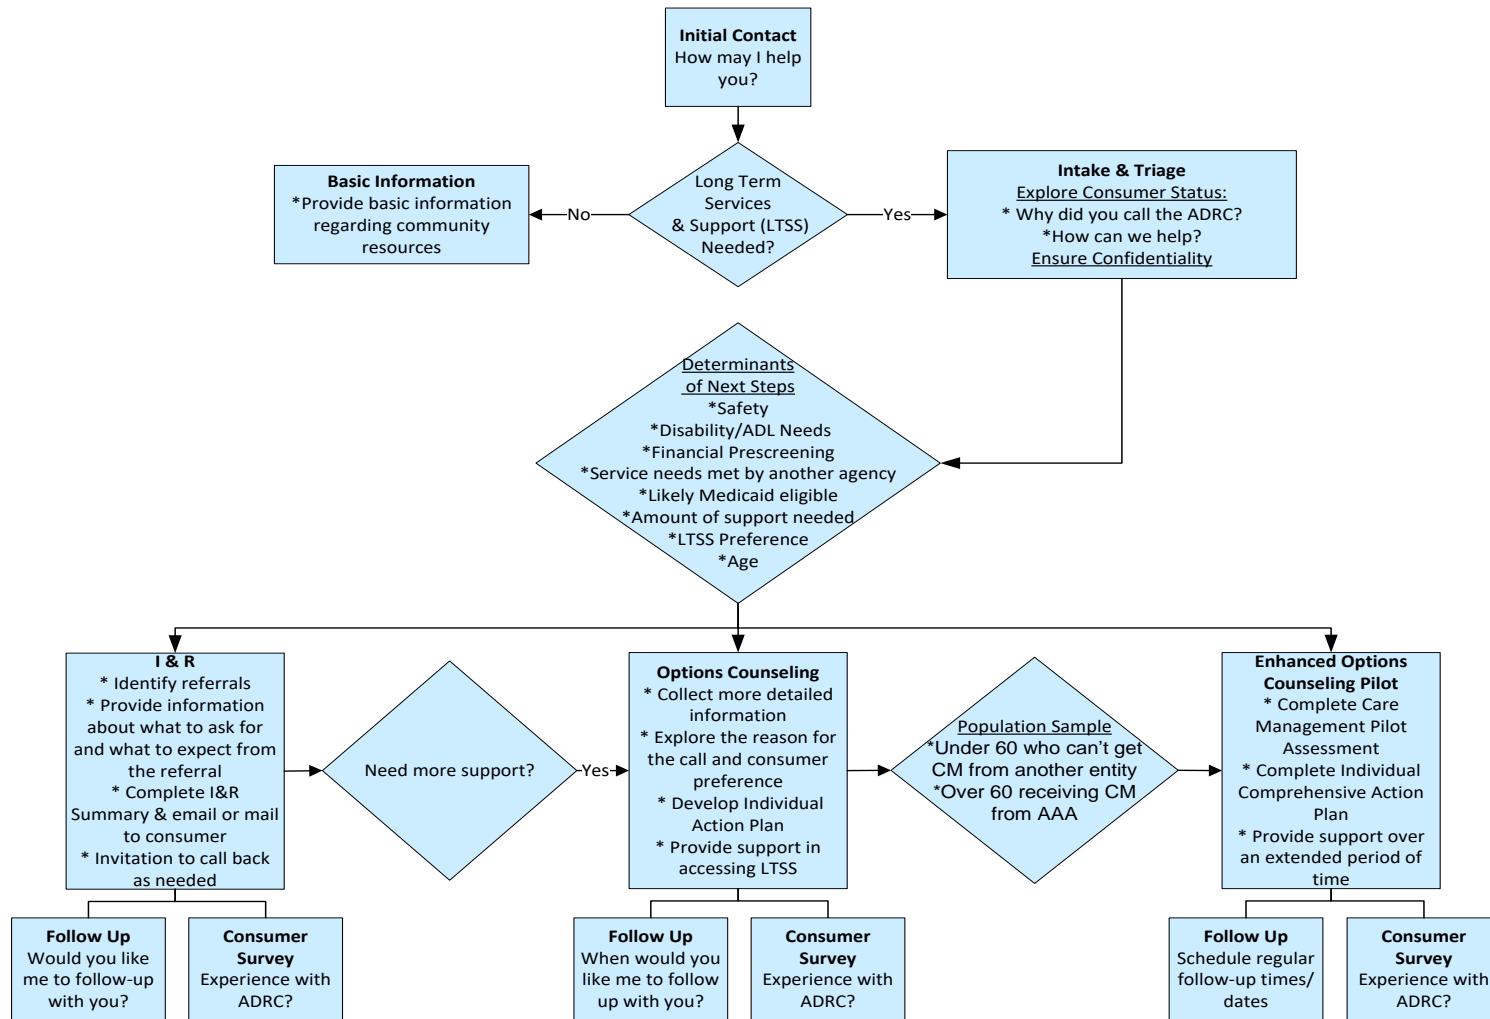 Initial Contact
How may I help
you?
Basic Information
*Provide basic information
regarding community
resources
No
Long Term
Services
& Support (LTSS)
Needed?
Yes
Intake & Triage
Explore Consumer Status:
* Why did you call the ADRC?
*How can we help?
Ensure Confidentiality
Determinants
of Next Steps
*Safety
*Disability/ADL Needs
*Financial Prescreening
*Service needs met by another agency
*Likely Medicaid eligible
*Amount of support needed
*LTSS Preference
*Age
I & R
* Identify referrals
* Provide information
about what to ask for
and what to expect from
the referral
* Complete I&R
Summary & email or mail
to consumer
* Invitation to call back
as needed
Need more support?
Yes
Options Counseling
* Collect more detailed
information
* Explore the reason for
the call and consumer
preference
* Develop Individual
Action Plan
* Provide support in
accessing LTSS
Population Sample
*Under 60 who can't get
CM from another entity
*Over 60 receiving CM
from AAA
Enhanced Options
Counseling Pilot
* Complete Care
Management Pilot
Assessment
* Complete Individual
Comprehensive Action
Plan
* Provide support over
an extended period of
time
Follow Up
Would you like
me to follow-up
with you?
Consumer
Survey
Experience with
ADRC?
Follow Up
When would you
like me to follow
up with you?
Consumer
Survey
Experience with
ADRC?
Follow Up
Schedule regular
follow-up times/
dates
Consumer
Survey
Experience with
ADRC?